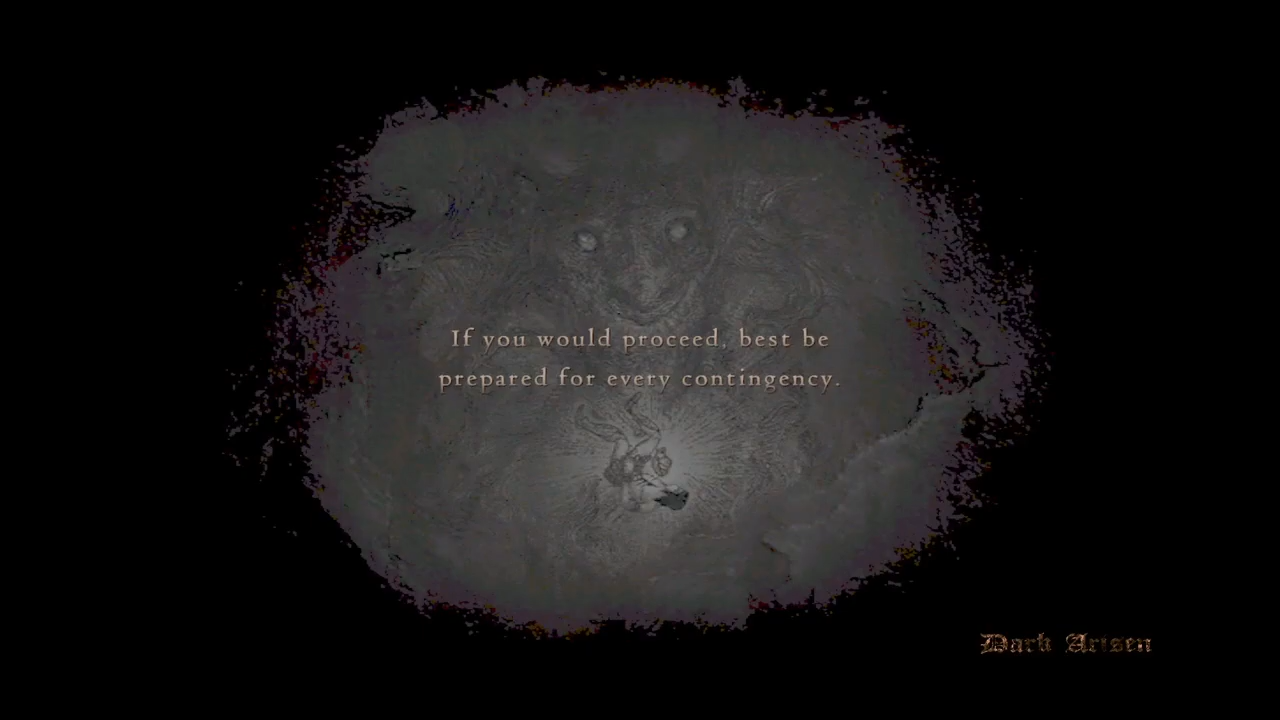 If you would proceed, best be
prepared for every contingency.
Dark Arisen